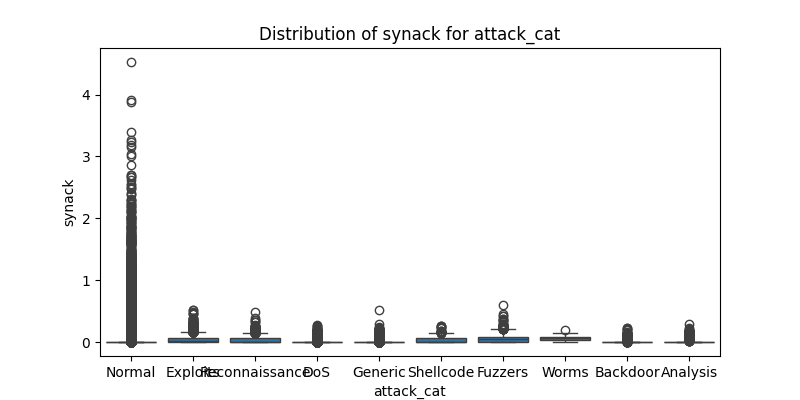 Distribution of synack for attack_cat
4
3
2
1
0
synack
Normal Exploits Reconnaissance DoS Generic Shellcode Fuzzers Worms Backdoor Analysis
attack_cat